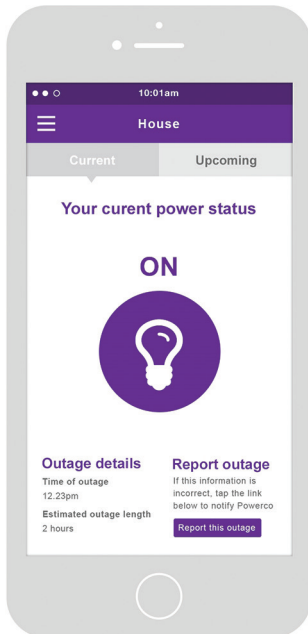 10:01am
House
Current
Upcoming
Your curent power status
ON
Outage details
Time of outage
12.23pm
Estimated outage length
2 hours
Report outage
If this information is
incorrect, tap the link
below to notify Powerco
Report this outage